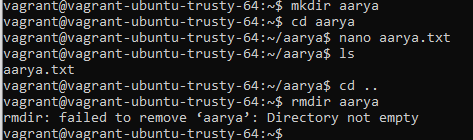 vagrant@vagrant-ubuntu-trusty-64:~$ mkdir aarya
vagrant@vagrant-ubuntu-trusty-64:~$ cd aarya
vagrant@vagrant-ubuntu-trusty-64:~/aarya$ nano aarya.txt
vagrant@vagrant-ubuntu-trusty-64:~/aarya$ ls
aarya.txt
vagrant@vagrant-ubuntu-trusty-64:~/aarya$ cd ..
vagrant@vagrant-ubuntu-trusty-64:~$ rmdir aarya
rmdir: failed to remove ‘aarya’: Directory not empty
vagrant@vagrant-ubuntu-trusty-64:~$